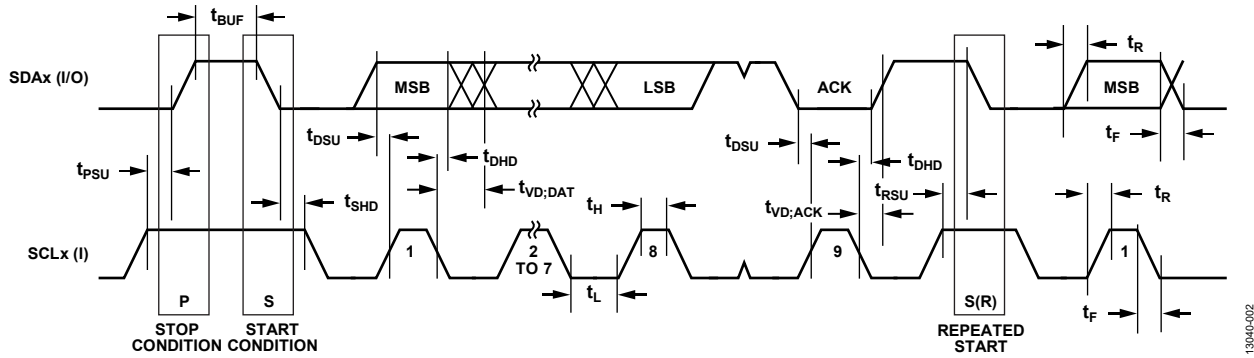 tBUF
SDAx (I/O)
MSB
LSB
ACK
MSB
tR
tF
tDSU
tDHD
tVD;DAT
tDSU
tDHD
tPSU
tSHD
tH
tVD;ACK
tRSU
tR
SCLx (I)
1
2
TO 7
8
9
1
tL
tF
P
S
S(R)
STOP
CONDITION
START
CONDITION
REPEATED
START
13040-002